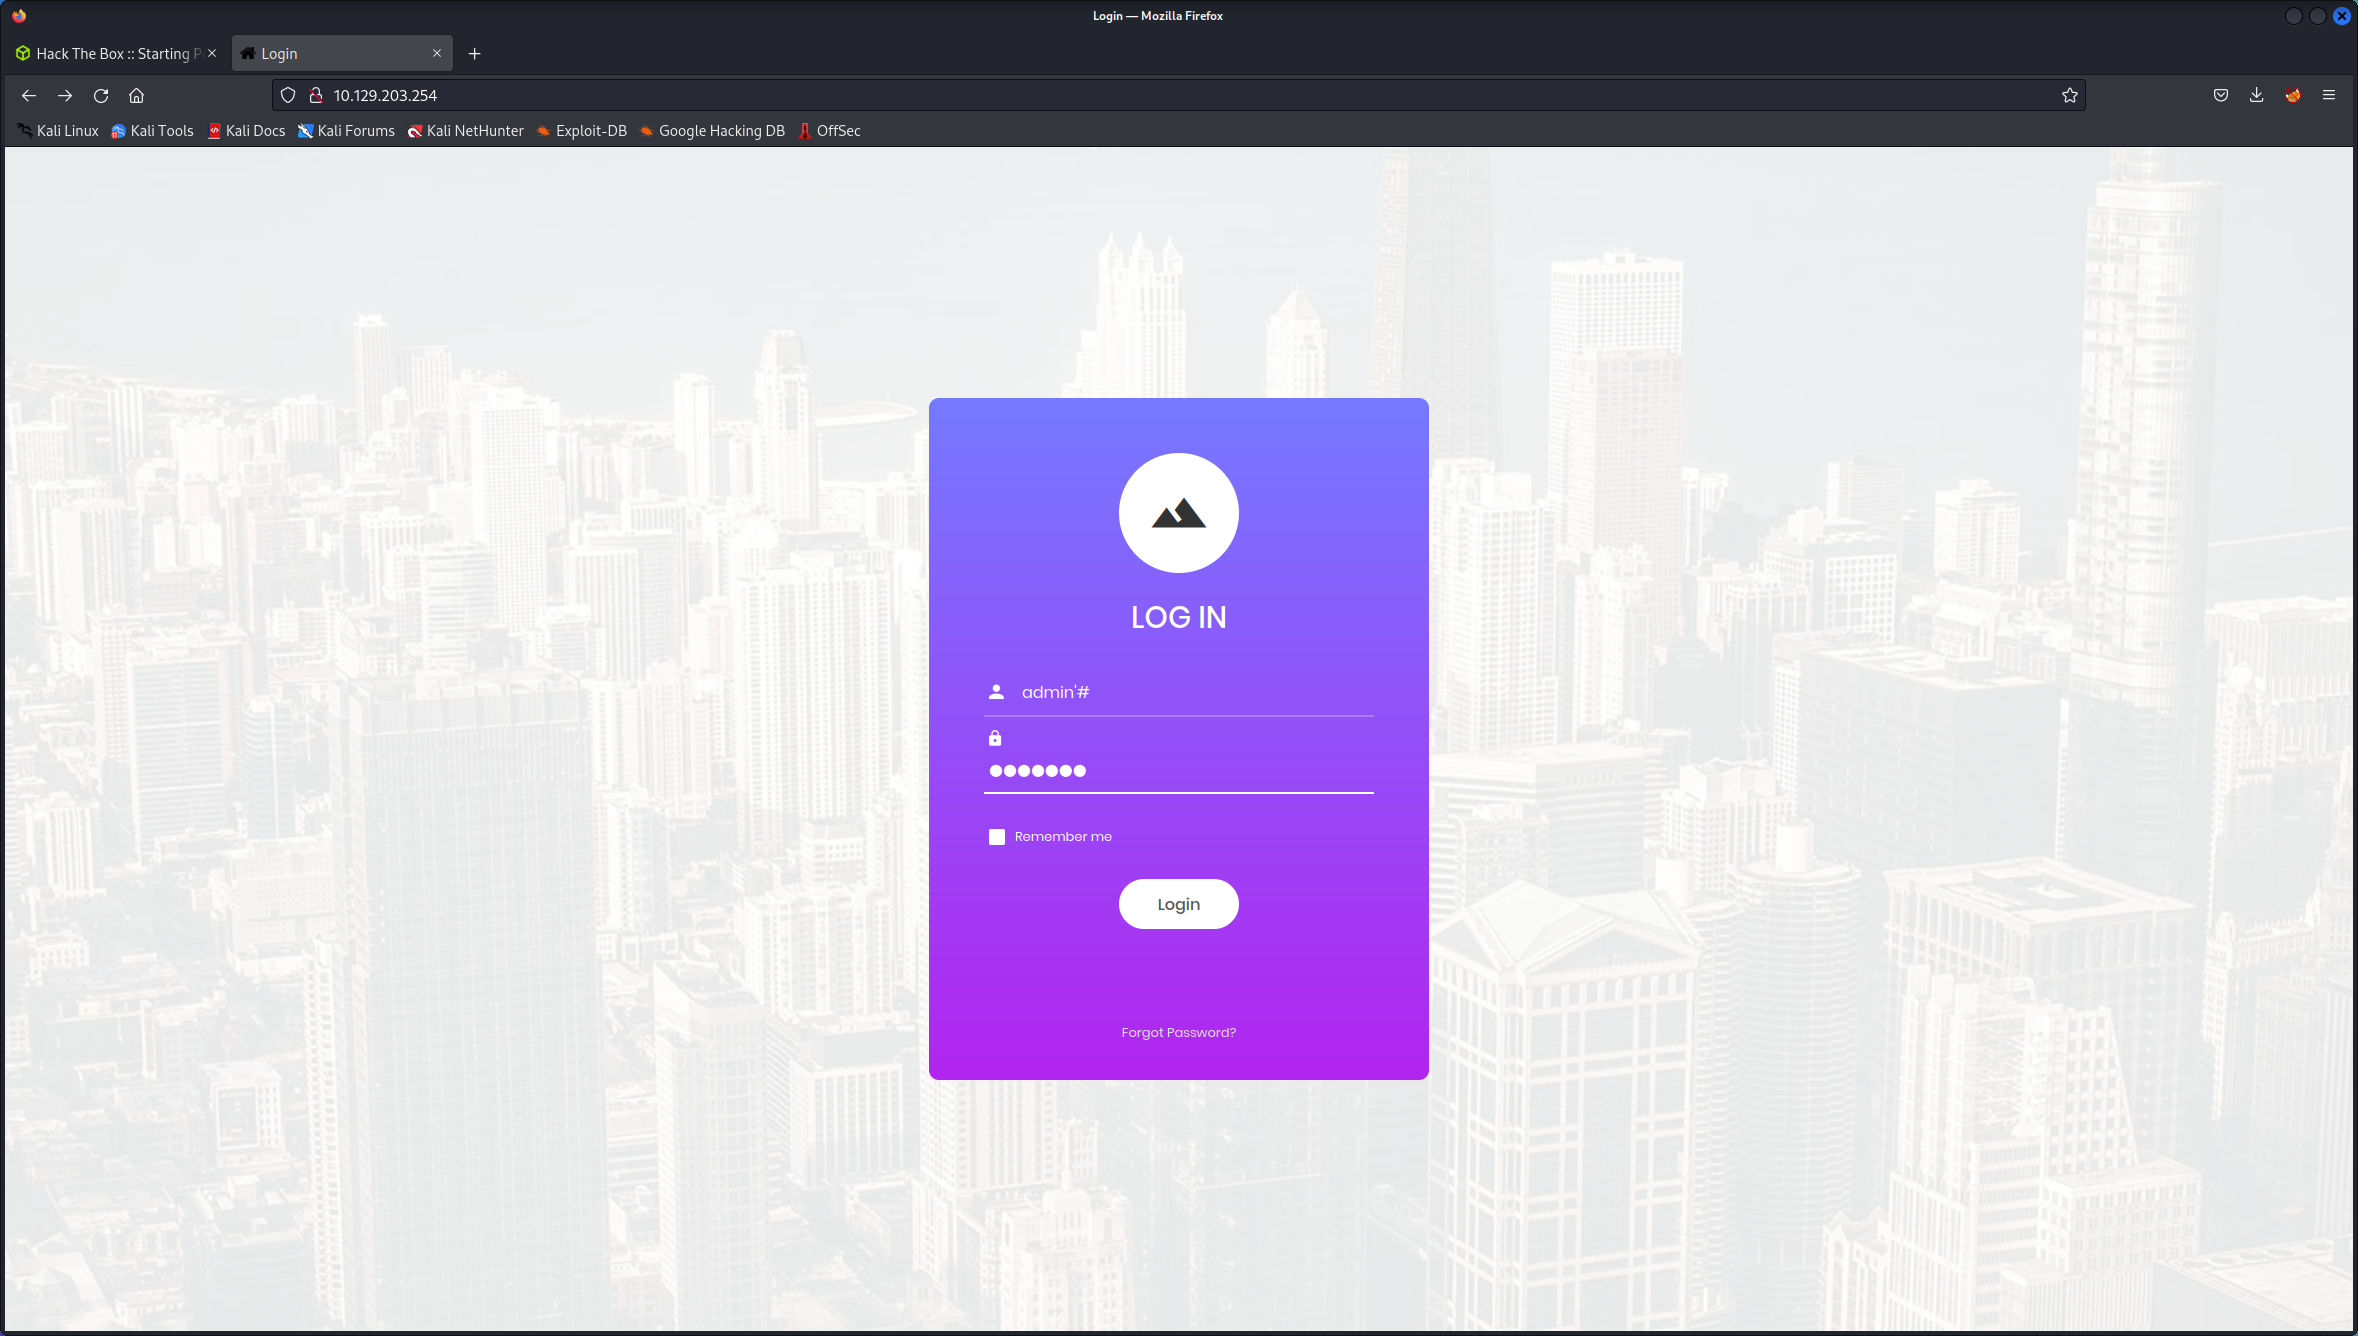 Login — Mozilla Firefox
Hack The Box :: Starting P
Login
10.129.203.254
Kali Linux Kali Tools Kali Docs Kali Forums Kali NetHunter Exploit-DB Google Hacking DB OffSec
LOG IN
admin'#
Remember me
Login
Forgot Password?